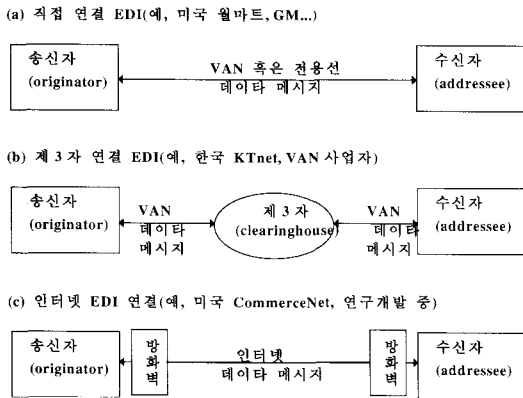 (a) 직접 연결 EDI(예, 미국 월마트, GM...)
송신자
(originator)
VAN 혹은 전용선
데이타 메시지
수신자
(addressee)
(b) 제 3 자 연결 EDI(예, 한국 KTnet, VAN 사업자)
송신자
(originator)
VAN
데이타
메시지
제 3 자
(clearinghouse)
VAN
데이타
메시지
수신자
(addressee)
(c) 인터넷 EDI 연결(예, 미국 CommerceNet, 연구개발 중)
송신자
(originator)
방
화
벽
인터넷
데이타 메시지
방
화
벽
수신자
(addressee)